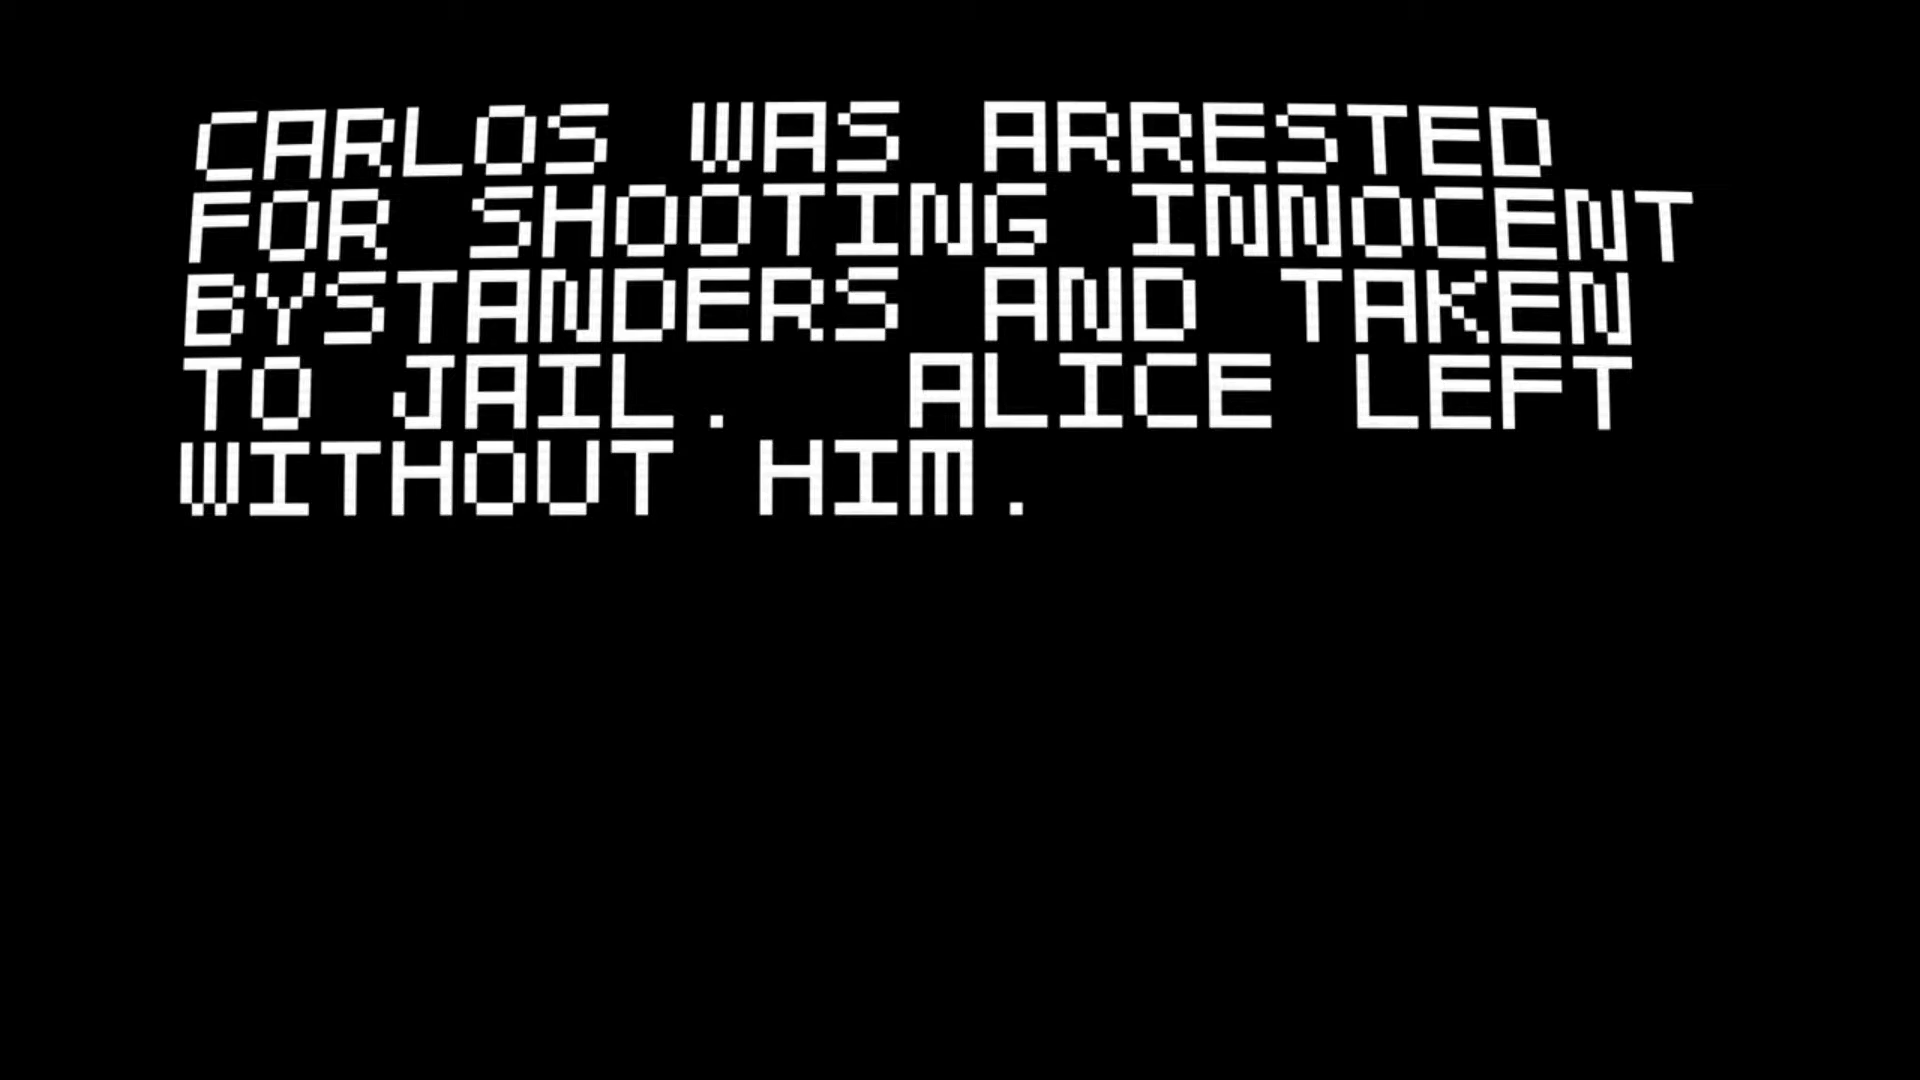 CARLOS WAS ARRESTED
FOR SHOOTING INNOCENT
BYSTANDERS AND TAKEN
TO JAIL.  ALICE LEFT
WITHOUT HIM.